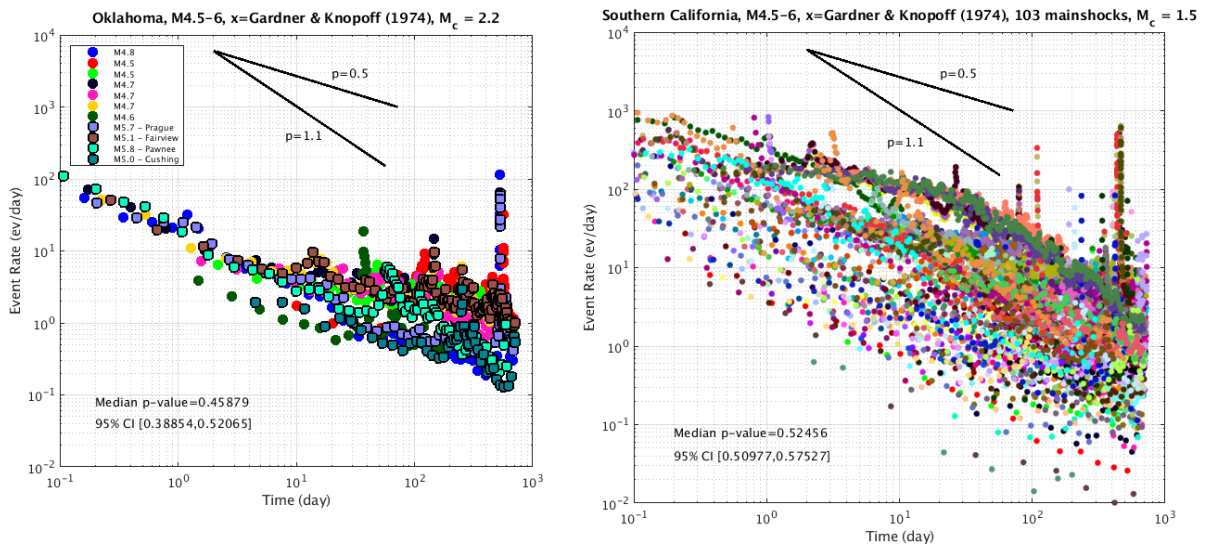 Oklahoma, M4.5-6, x=Gardner & Knopoff (1974), Mc = 2.2
10^4
10^3
10^2
10^1
10^0
10^-1
10^-2
Event Rate (ev/day)
M4.8
M4.5
M4.5
M4.7
M4.7
M4.7
M4.6
M5.7 - Prague
M5.1 - Fairview
M5.8 - Pawnee
M5.0 - Cushing
p=0.5
p=1.1
Median p-value=0.45879
95% CI [0.38854,0.52065]
10^-1
10^0
10^1
10^2
10^3
Time (day)
Southern California, M4.5-6, x=Gardner & Knopoff (1974), 103 mainshocks, Mc = 1.5
10^4
10^3
10^2
10^1
10^0
10^-1
10^-2
Event Rate (ev/day)
p=0.5
p=1.1
Median p-value=0.52456
95% CI [0.50977,0.57527]
10^-1
10^0
10^1
10^2
10^3
Time (day)